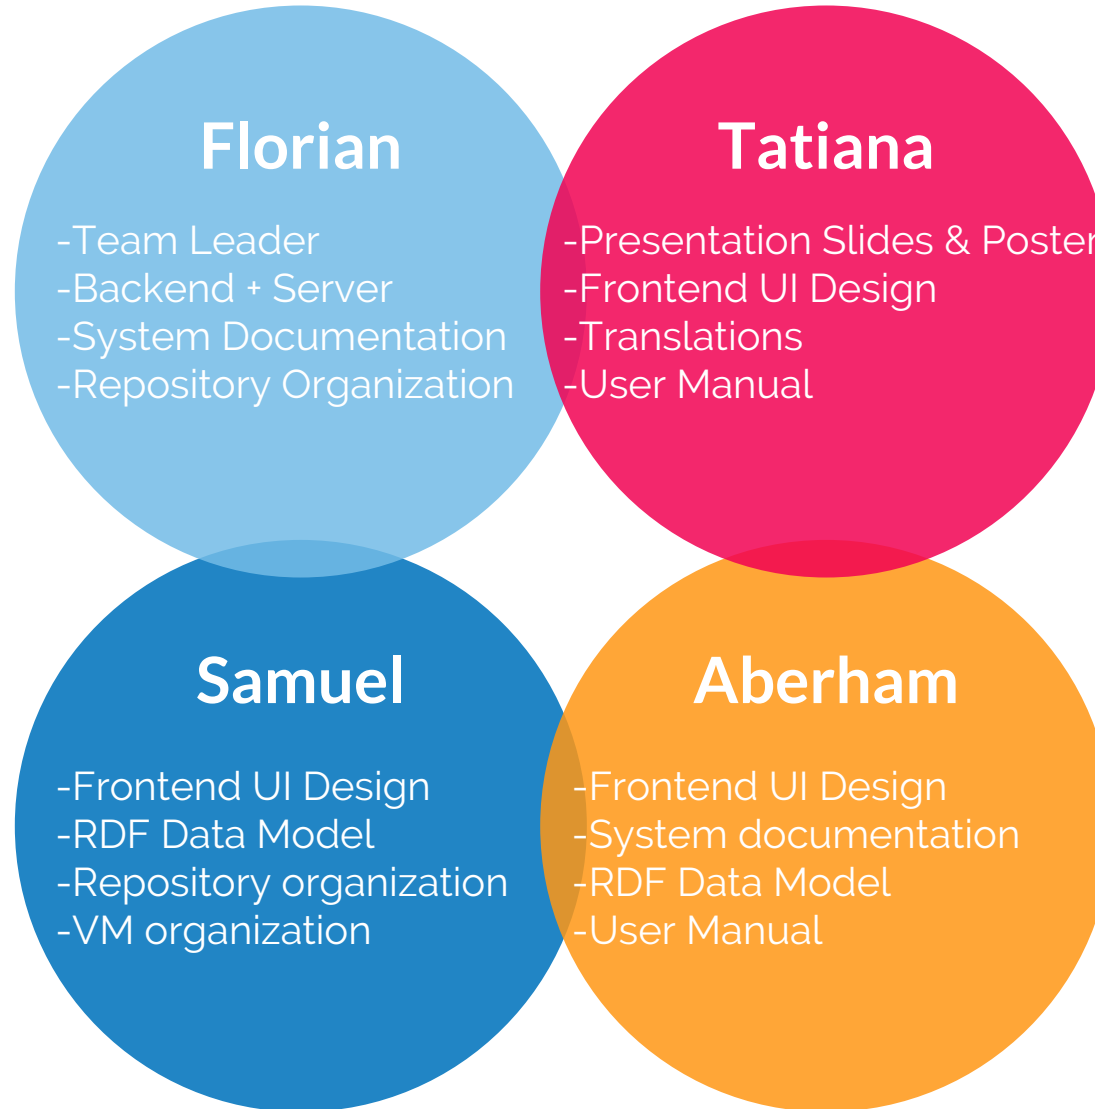 Florian
-Team Leader
-Backend + Server
-System Documentation
-Repository Organization
Tatiana
-Presentation Slides & Poster
-Frontend UI Design
-Translations
-User Manual
Samuel
-Frontend UI Design
-RDF Data Model
-Repository organization
-VM organization
Aberham
-Frontend UI Design
-System documentation
-RDF Data Model
-User Manual